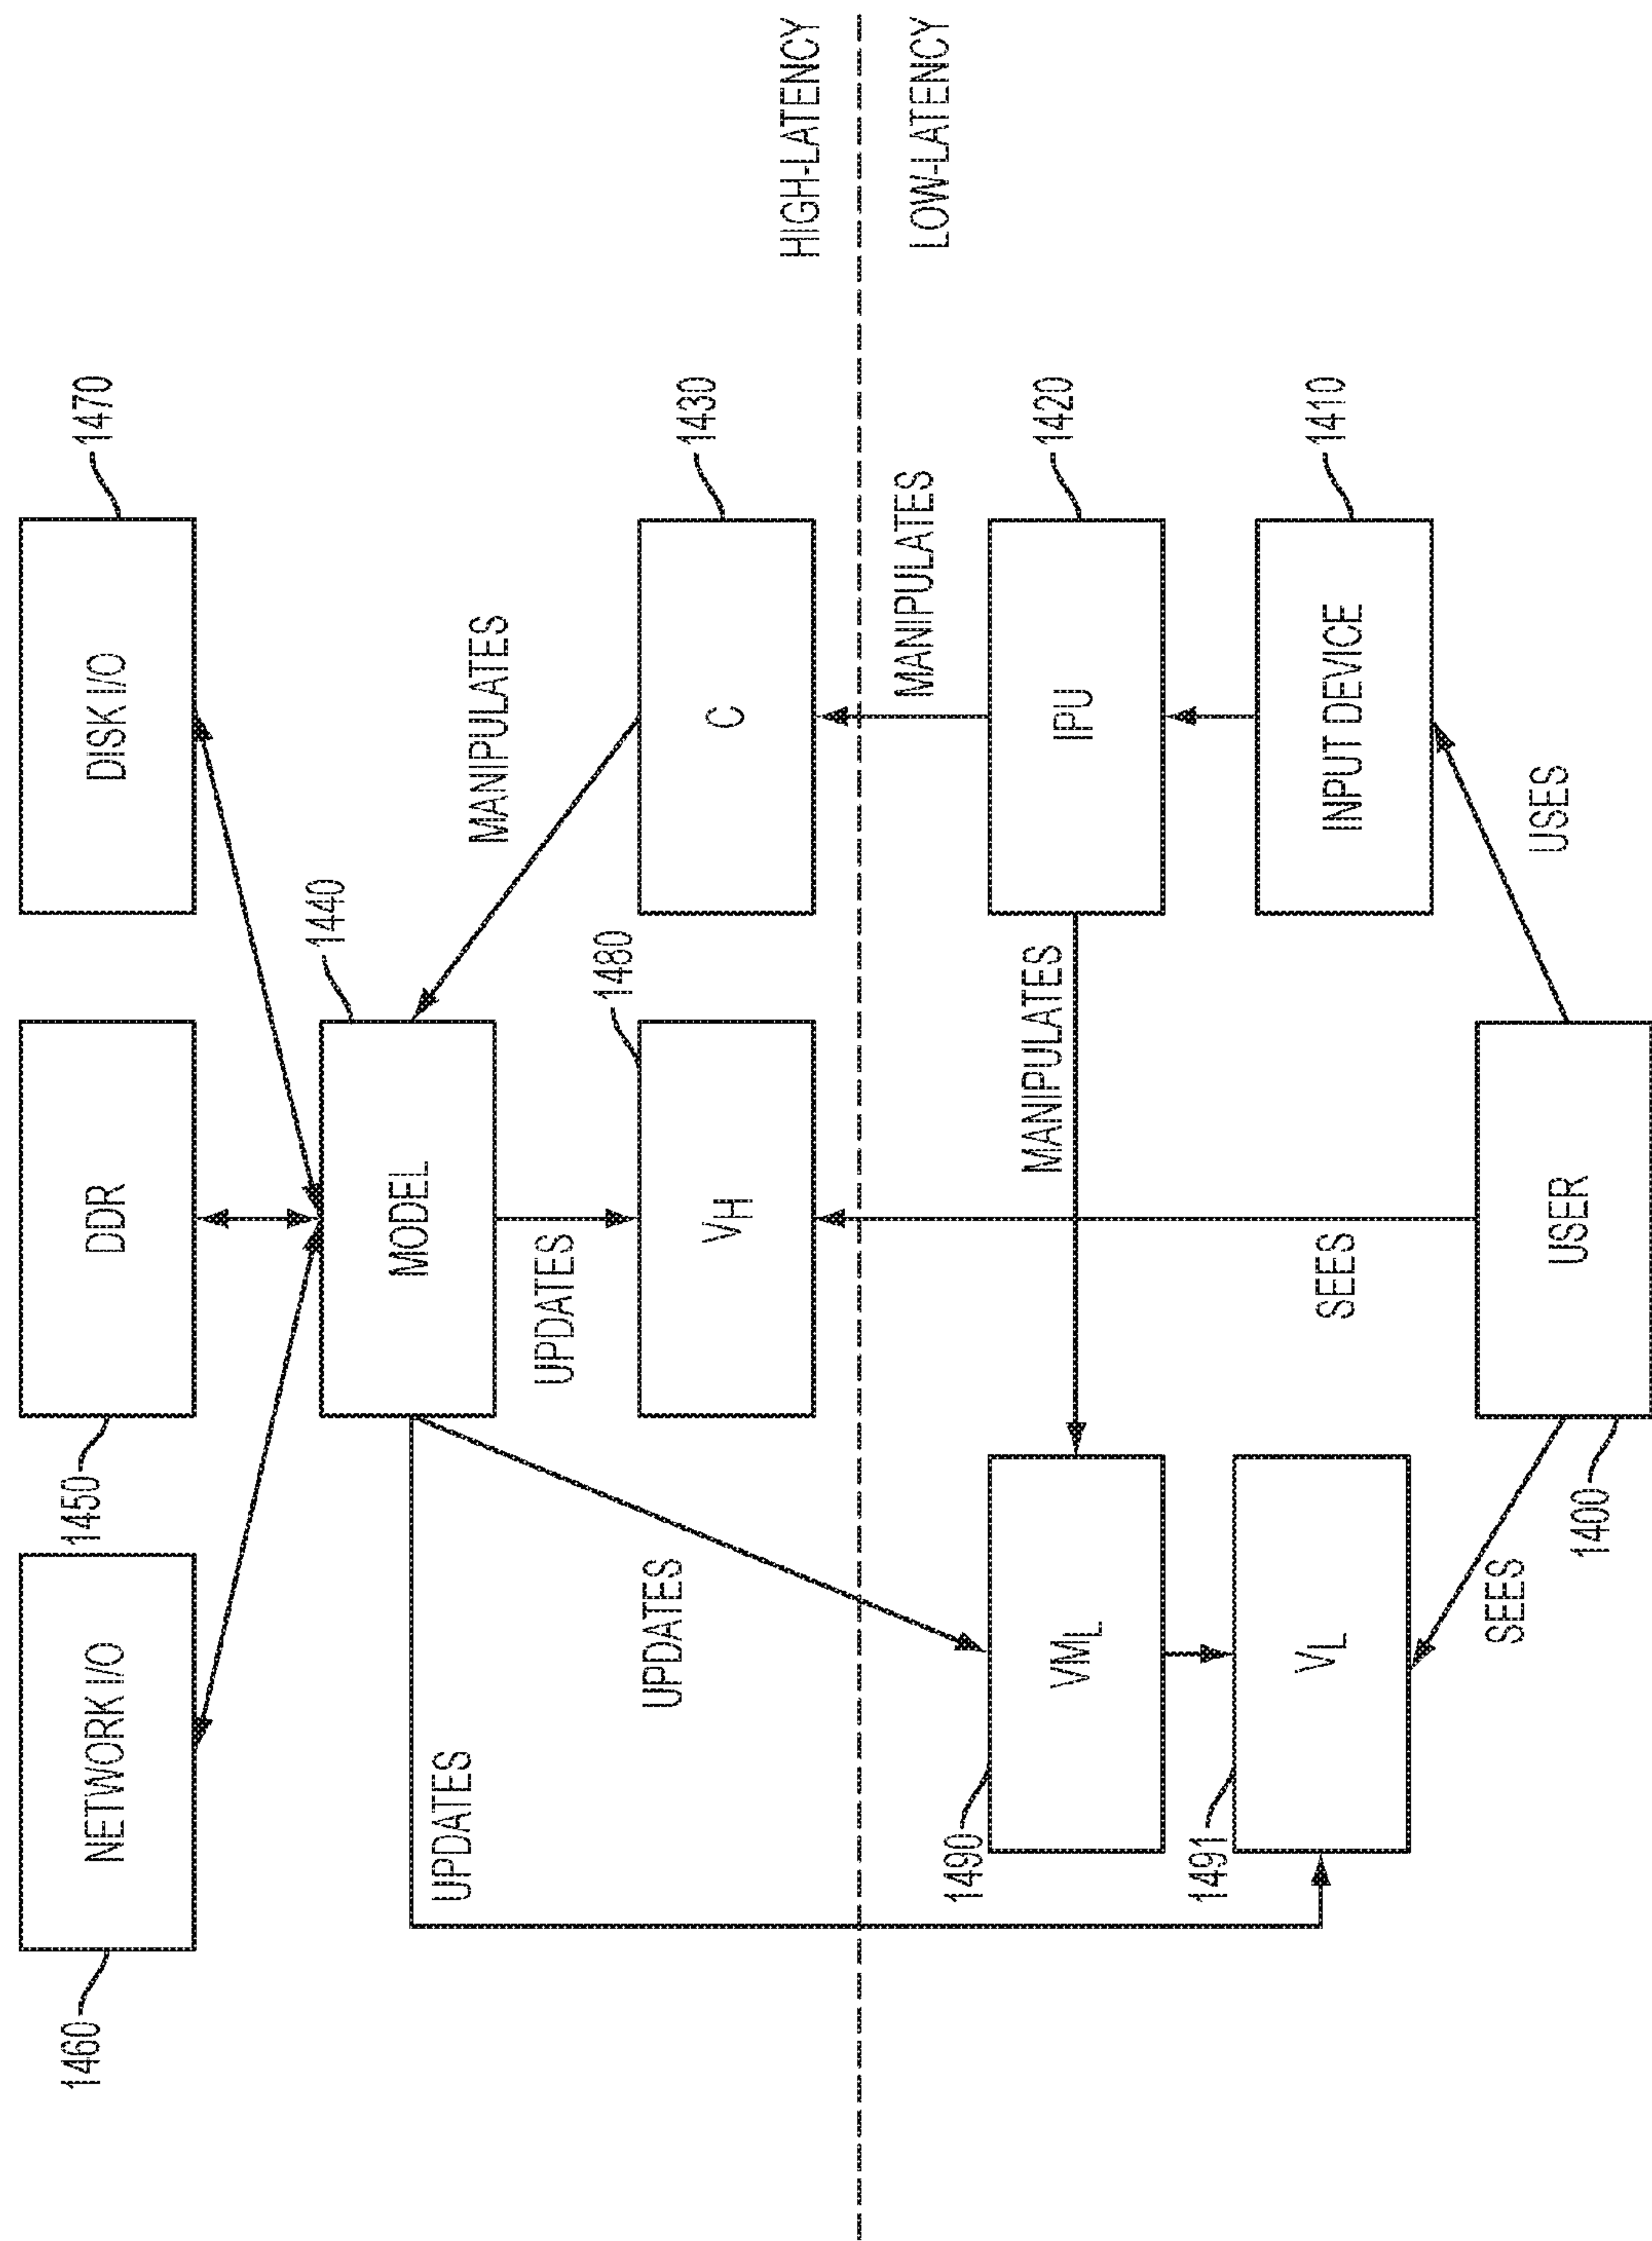 1460
NETWORK I/O
1450
DDR
DISK I/O
1470
1440
MODEL
UPDATES
MANIPULATES
UPDATES
UPDATES
1480
VH
C
1430
HIGH-LATENCY
LOW-LATENCY
MANIPULATES
1490
VML
MANIPULATES
IPU
1420
1491
VL
SEES
INPUT DEVICE
1410
SEES
USES
1400
USER